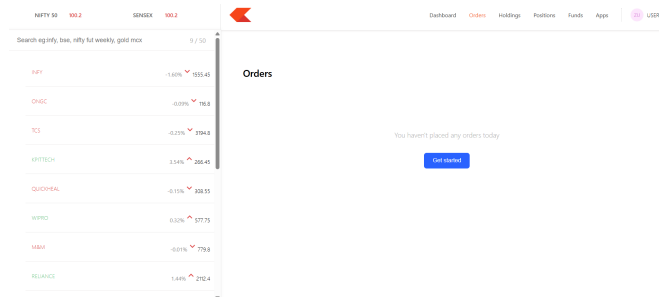 NIFTY 50 100.2 SENSEX 100.2
Dashboard Orders Holdings Positions Funds Apps ZU USER
Search eg:infy, bse, nifty fut weekly, gold mcx 9 / 50
INFY -1.60% 1555.45
ONGC -0.09% 116.8
TCS -0.25% 3194.8
KPITTECH 3.54% 266.45
QUICKHEAL -0.15% 308.55
WIPRO 0.32% 577.75
M&M -0.01% 779.8
RELIANCE 1.44% 2112.4
Orders
You haven't placed any orders today
Get started